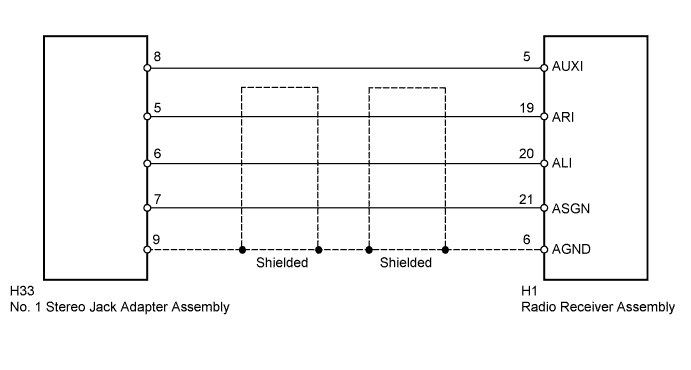 8 5 AUXI
5 19 ARI
6 20 ALI
7 21 ASGN
9 6 AGND
Shielded Shielded
H33 H1
No. 1 Stereo Jack Adapter Assembly Radio Receiver Assembly